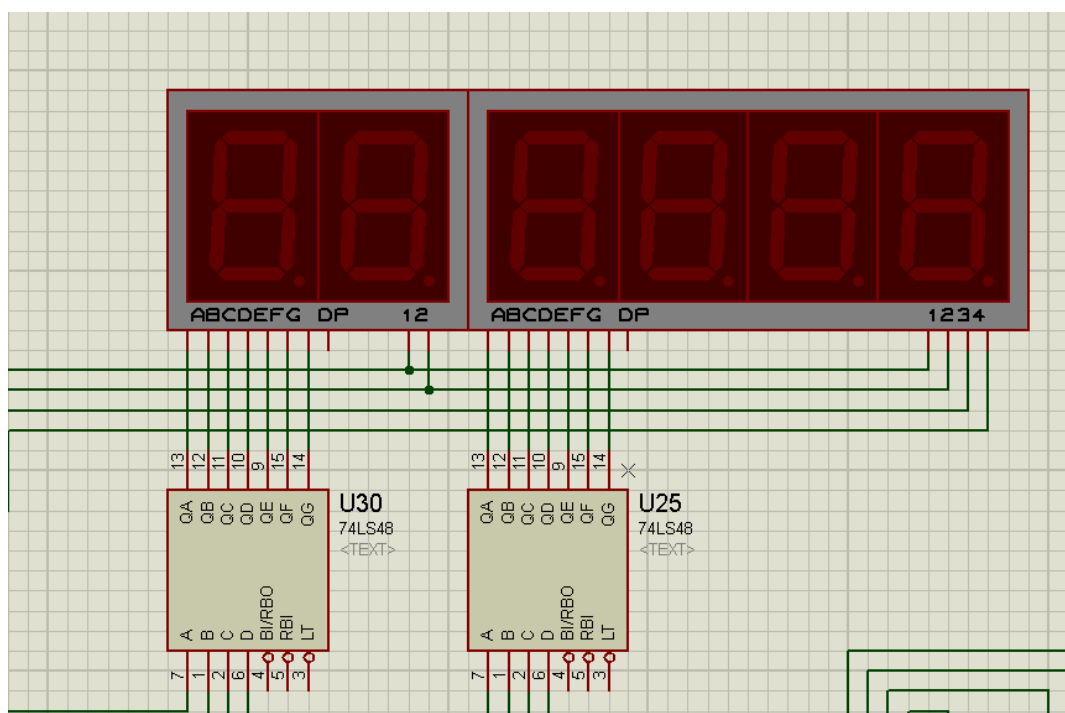 ABCDEFG DP 12
ABCDEFG DP 1234
13 12 11 10 9 15 14
QA QB QC QD QE QF QG
U30
74LS48
<TEXT>
A B C D BI/RBO RBI LT
7 1 2 6 4 5 3
13 12 11 10 9 15 14
QA QB QC QD QE QF QG
U25
74LS48
<TEXT>
A B C D BI/RBO RBI LT
7 1 2 6 4 5 3